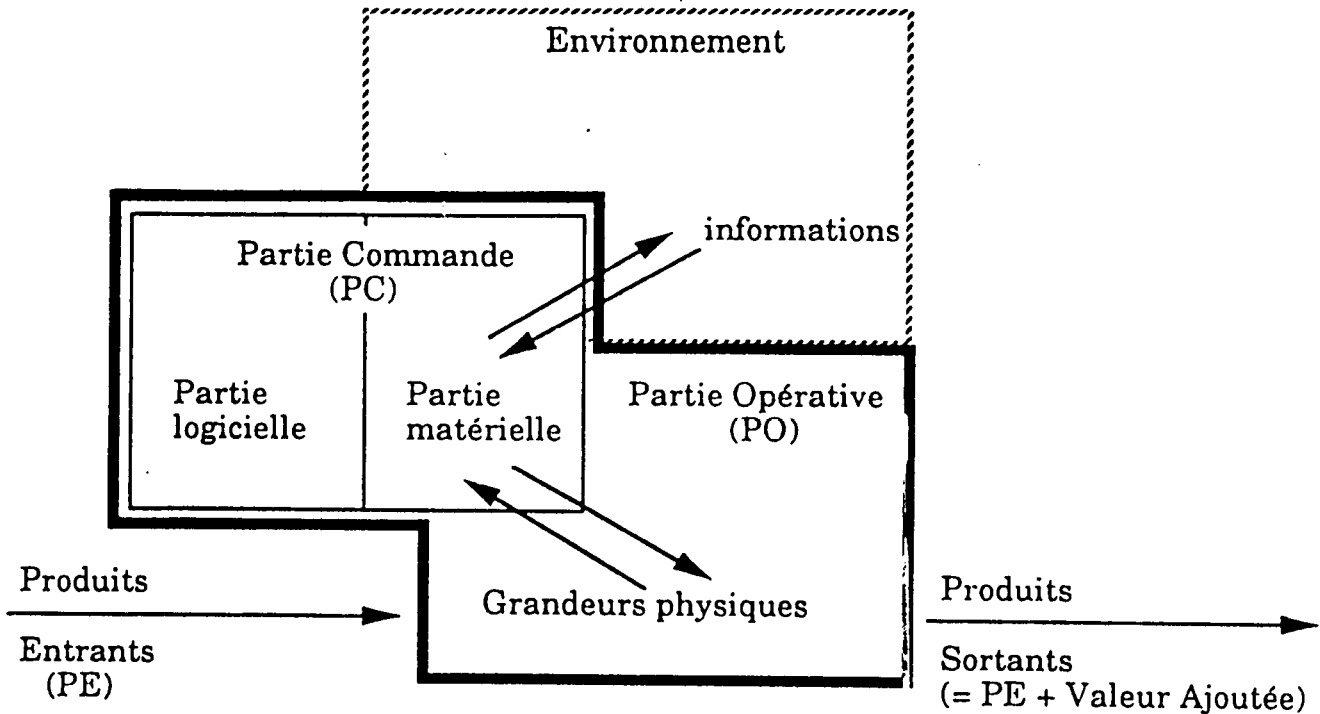 Environnement
informations
Partie Commande
(PC)
Partie
logicielle
Partie
matérielle
Partie Opérative
(PO)
Grandeurs physiques
Produits
Entrants
(PE)
Produits
Sortants
(= PE + Valeur Ajoutée)